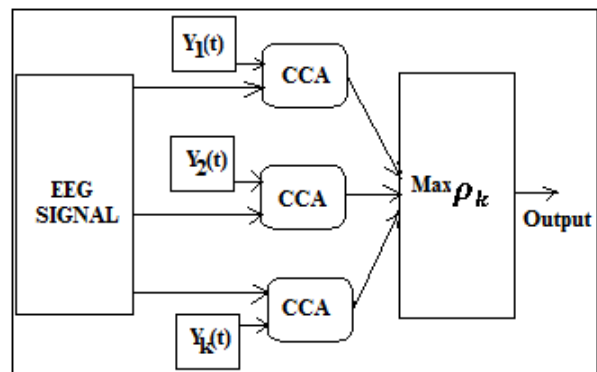 Y1(t)
CCA
EEG
SIGNAL
Y2(t)
CCA
Max ρk
Output
CCA
Yk(t)